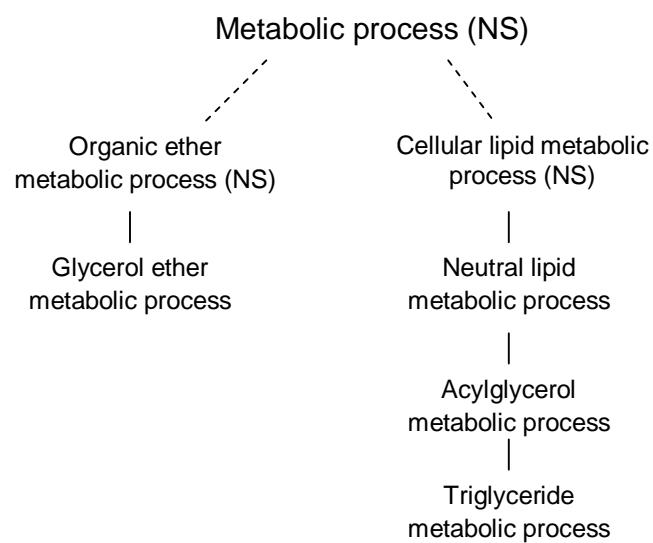 Metabolic process (NS)
Organic ether
metabolic process (NS)
Cellular lipid metabolic
process (NS)
Glycerol ether
metabolic process
Neutral lipid
metabolic process
Acylglycerol
metabolic process
Triglyceride
metabolic process